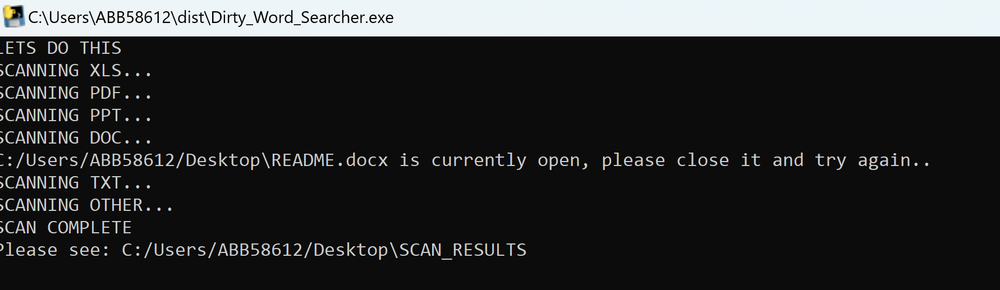 C:\Users\ABB58612\dist\Dirty_Word_Searcher.exe
LETS DO THIS
SCANNING XLS...
SCANNING PDF...
SCANNING PPT...
SCANNING DOC...
C:/Users/ABB58612/Desktop\README.docx is currently open, please close it and try again..
SCANNING TXT...
SCANNING OTHER...
SCAN COMPLETE
Please see: C:/Users/ABB58612/Desktop\SCAN_RESULTS